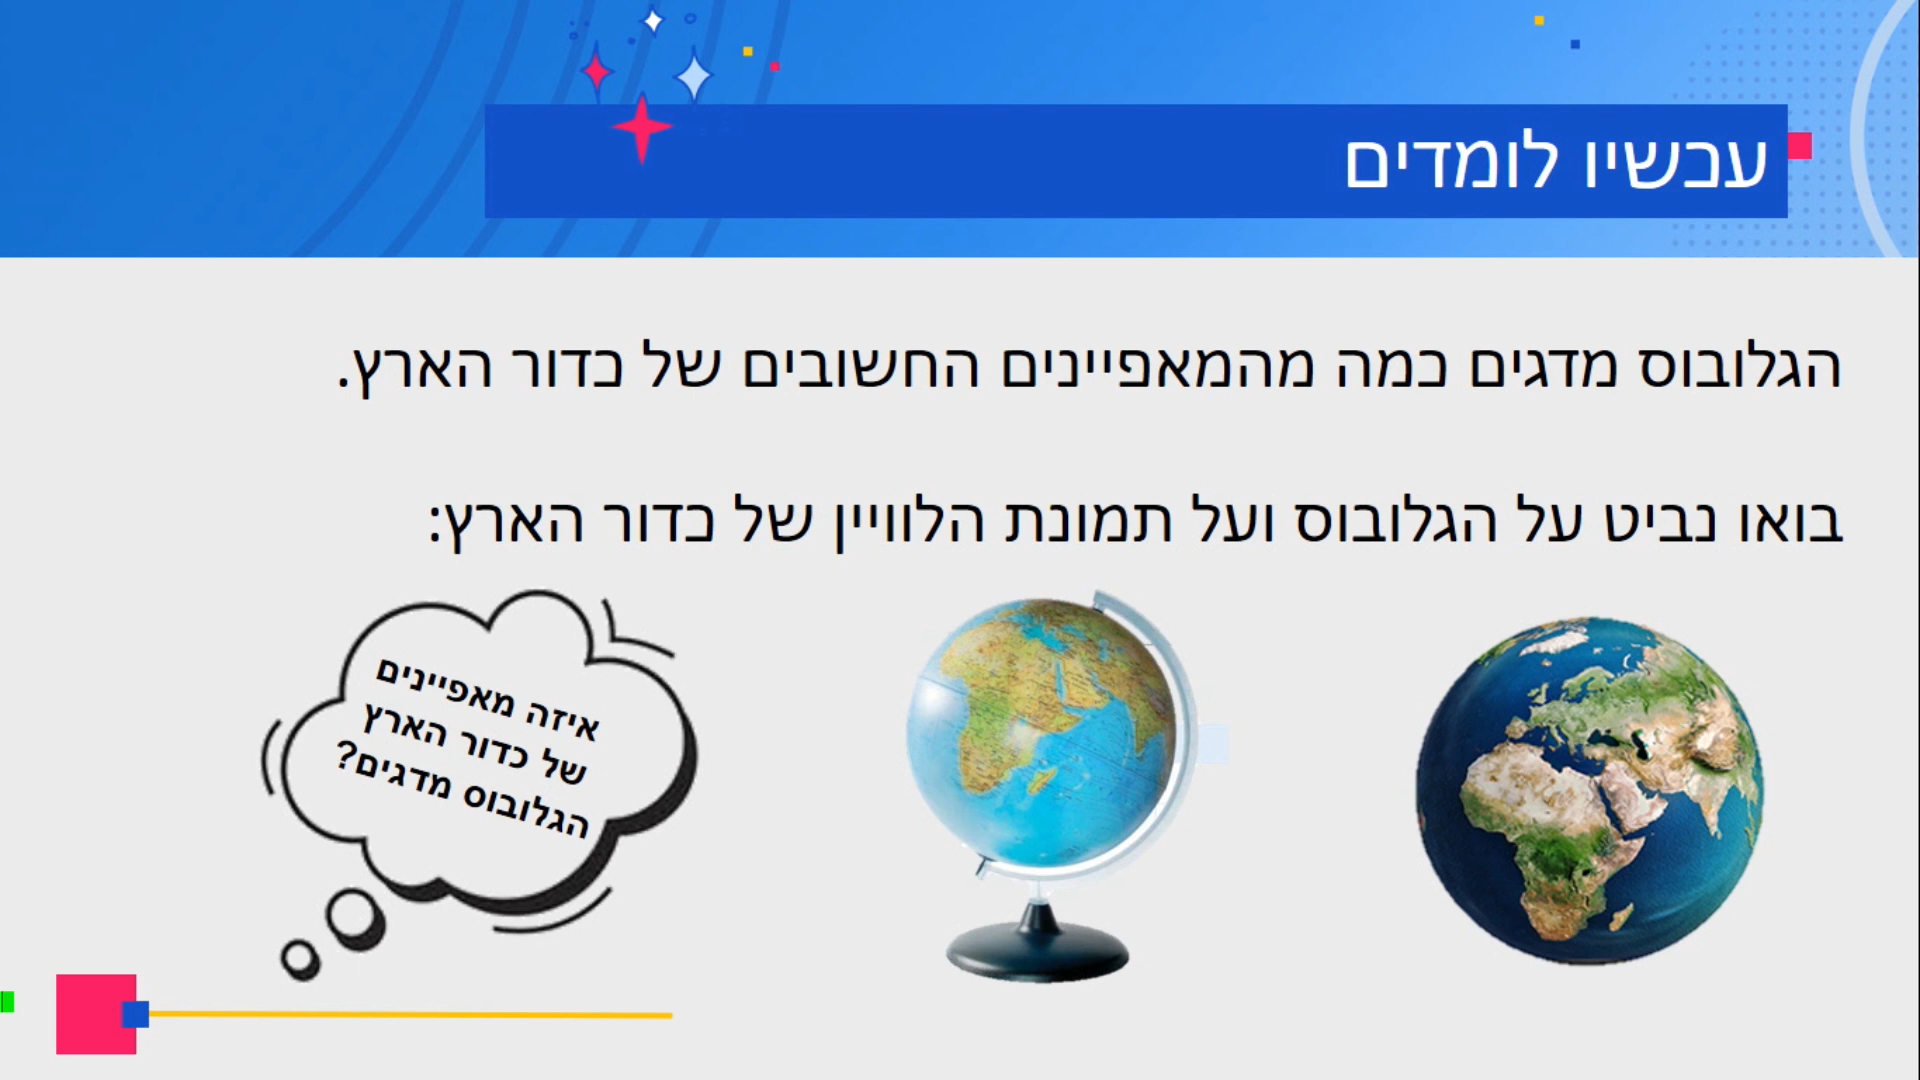 עכשיו לומדים
הגלובוס מדגים כמה מהמאפיינים החשובים של כדור הארץ.
בואו נביט על הגלובוס ועל תמונת הלוויין של כדור הארץ:
איזה מאפיינים
של כדור הארץ
הגלובוס מדגים?